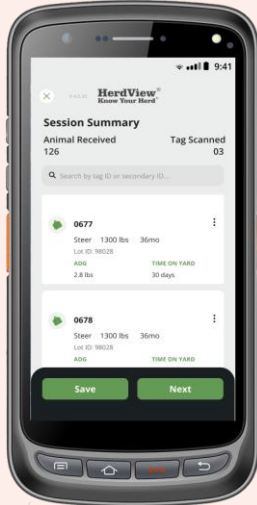 9:41
HerdView®
Know Your Herd®
Session Summary
Animal Received Tag Scanned
126 03
Search by tag ID or secondary ID...
0677
Steer 1300 lbs 36mo
Lot ID: 98028
ADG TIME ON YARD
2.8 lbs 30 days
0678
Steer 1300 lbs 36mo
Lot ID: 98028
ADG TIME ON YARD
Save Next